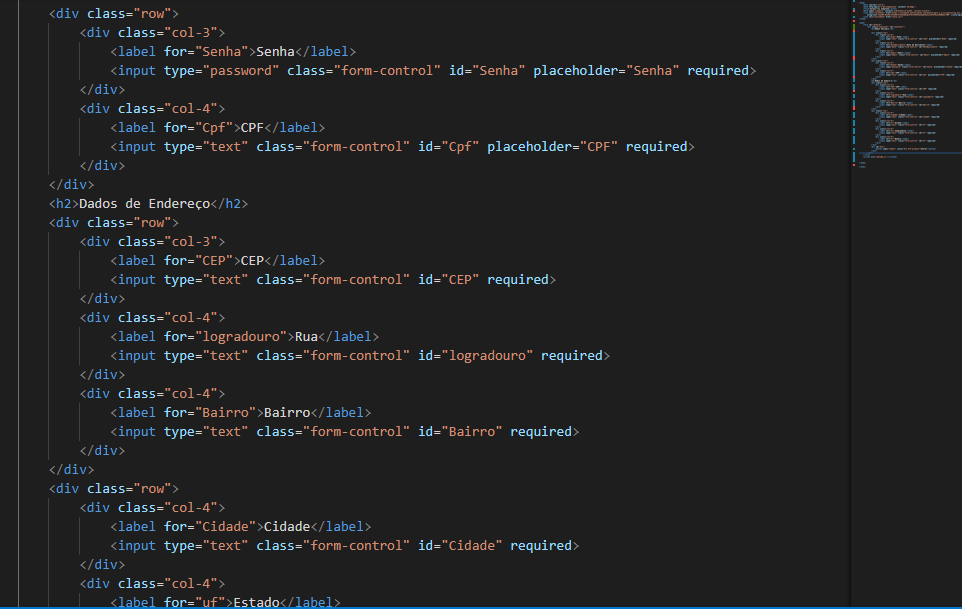 <div class="row">
<div class="col-3">
<label for="Senha">Senha</label>
<input type="password" class="form-control" id="Senha" placeholder="Senha" required>
</div>
<div class="col-4">
<label for="Cpf">CPF</label>
<input type="text" class="form-control" id="Cpf" placeholder="CPF" required>
</div>
</div>
<h2>Dados de Endereço</h2>
<div class="row">
<div class="col-3">
<label for="CEP">CEP</label>
<input type="text" class="form-control" id="CEP" required>
</div>
<div class="col-4">
<label for="logradouro">Rua</label>
<input type="text" class="form-control" id="logradouro" required>
</div>
<div class="col-4">
<label for="Bairro">Bairro</label>
<input type="text" class="form-control" id="Bairro" required>
</div>
</div>
<div class="row">
<div class="col-4">
<label for="Cidade">Cidade</label>
<input type="text" class="form-control" id="Cidade" required>
</div>
<div class="col-4">
<label for="uf">Estado</label>